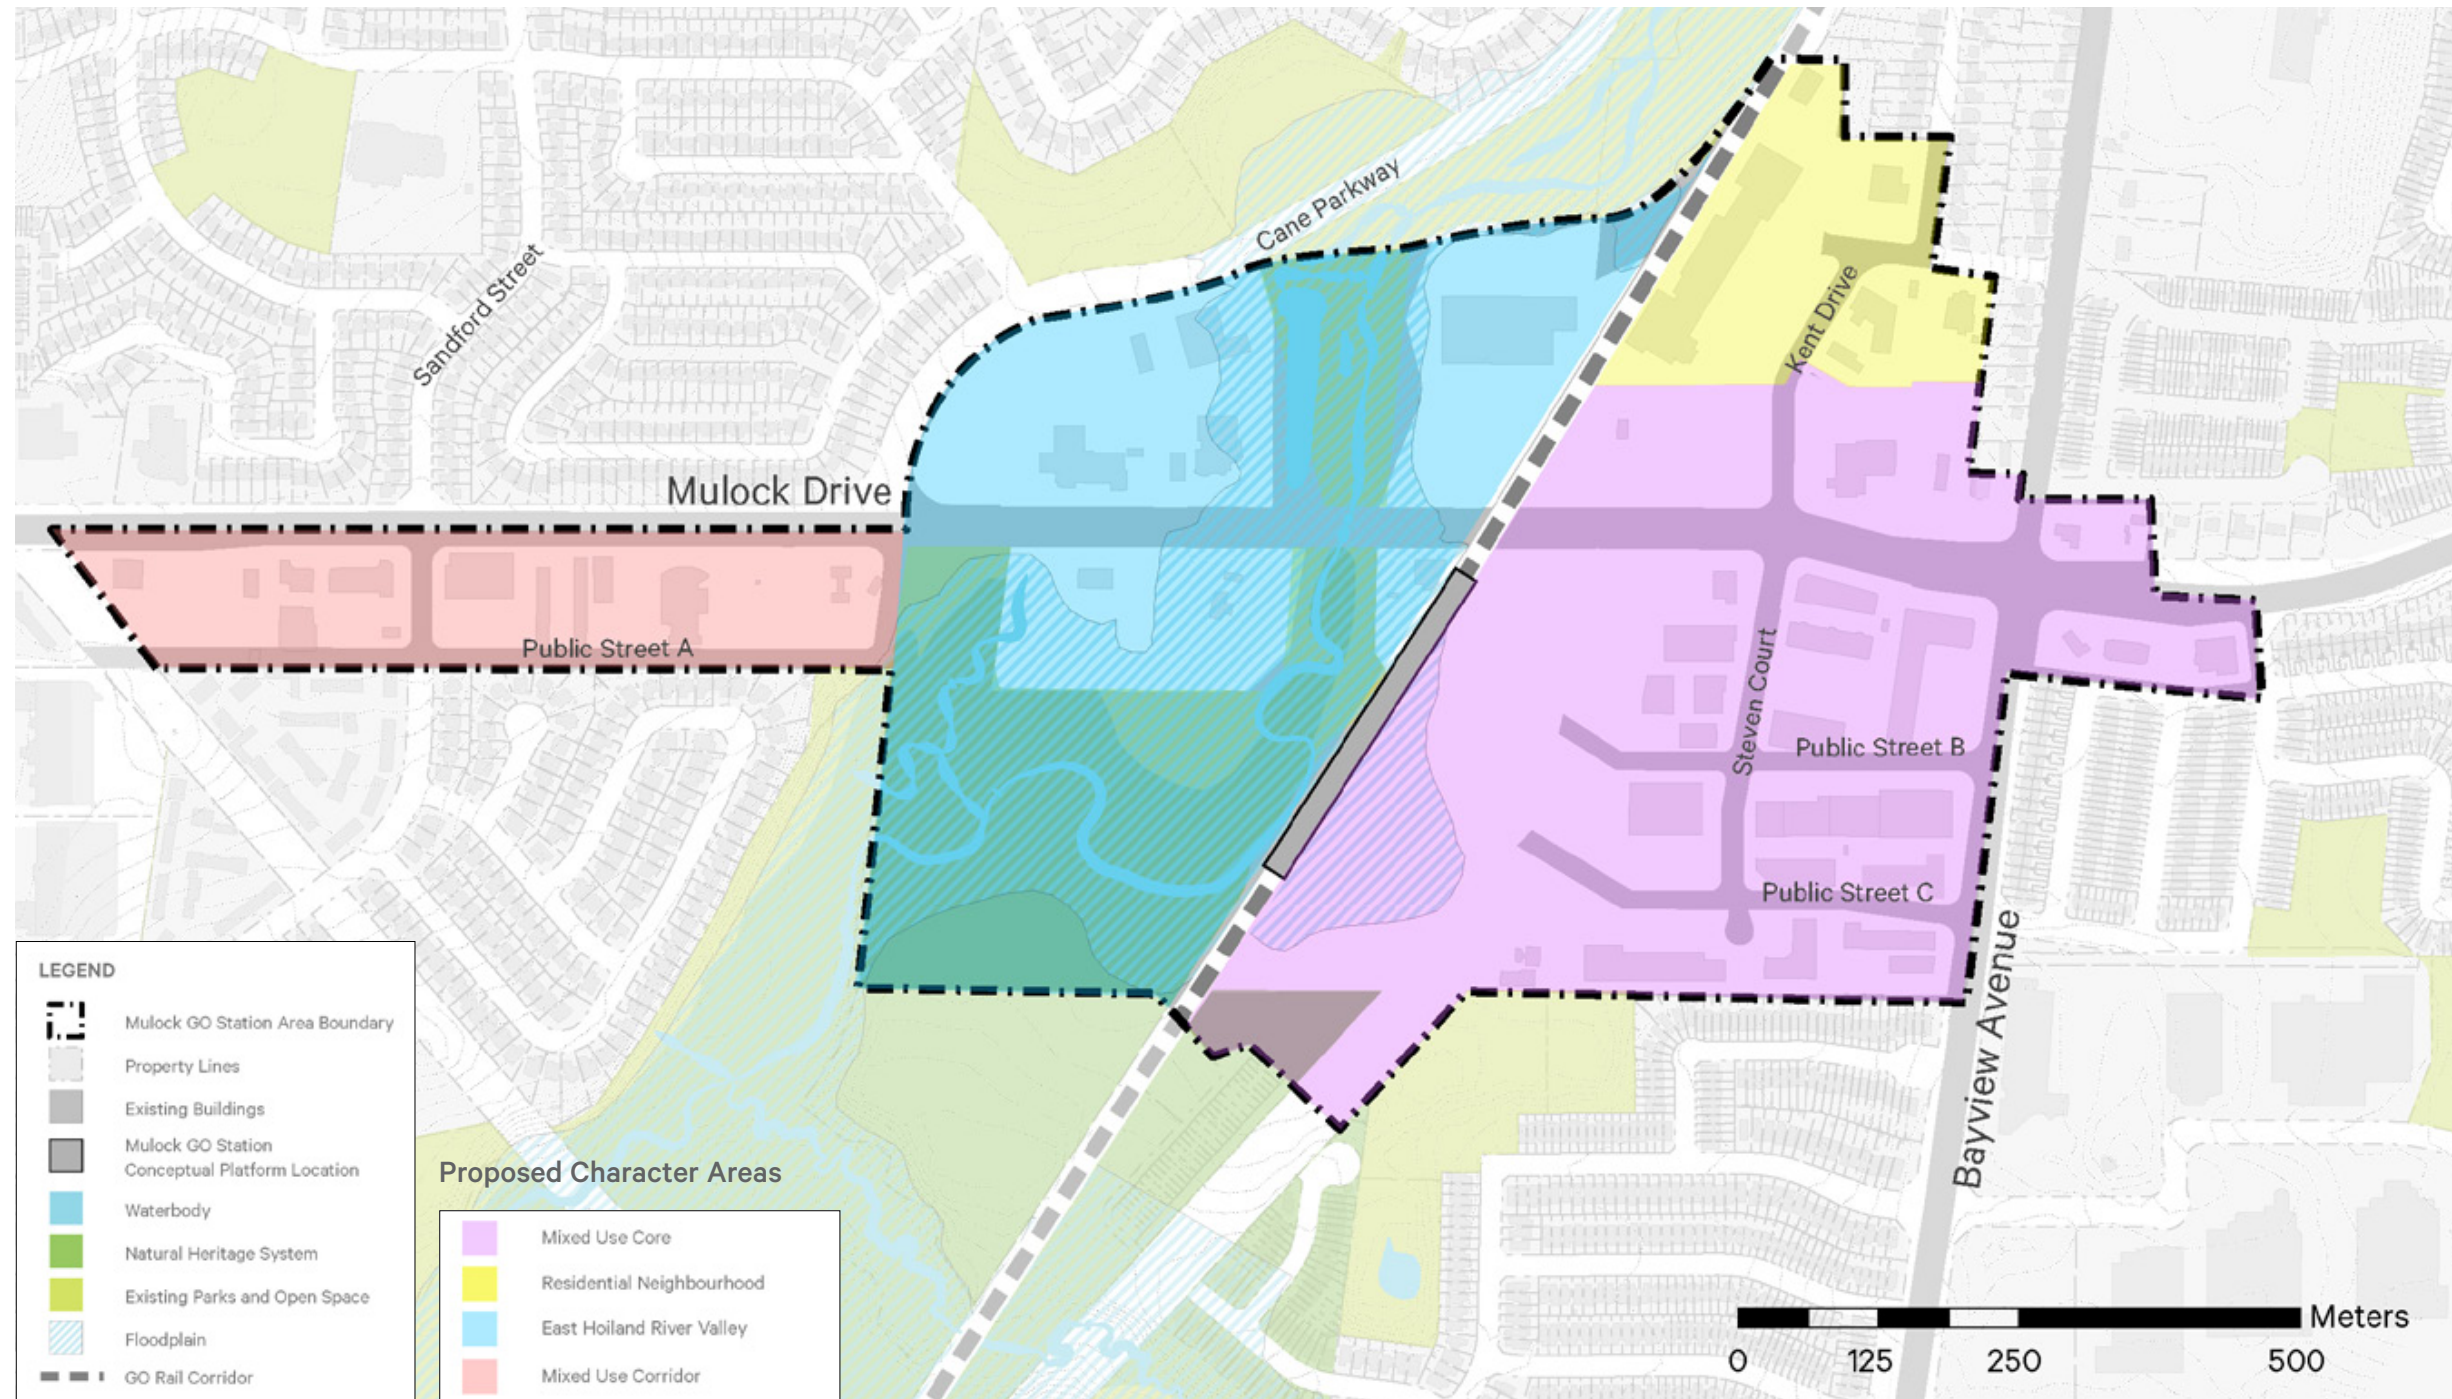 Cane Parkway
Sandford Street
Kent Drive
Mulock Drive
Public Street A
Steven Court
Public Street B
Public Street C
Bayview Avenue
LEGEND
Mulock GO Station Area Boundary
Property Lines
Existing Buildings
Mulock GO Station
Conceptual Platform Location
Waterbody
Natural Heritage System
Existing Parks and Open Space
Floodplain
GO Rail Corridor
Proposed Character Areas
Mixed Use Core
Residential Neighbourhood
East Hoiland River Valley
Mixed Use Corridor
Meters
0 125 250 500